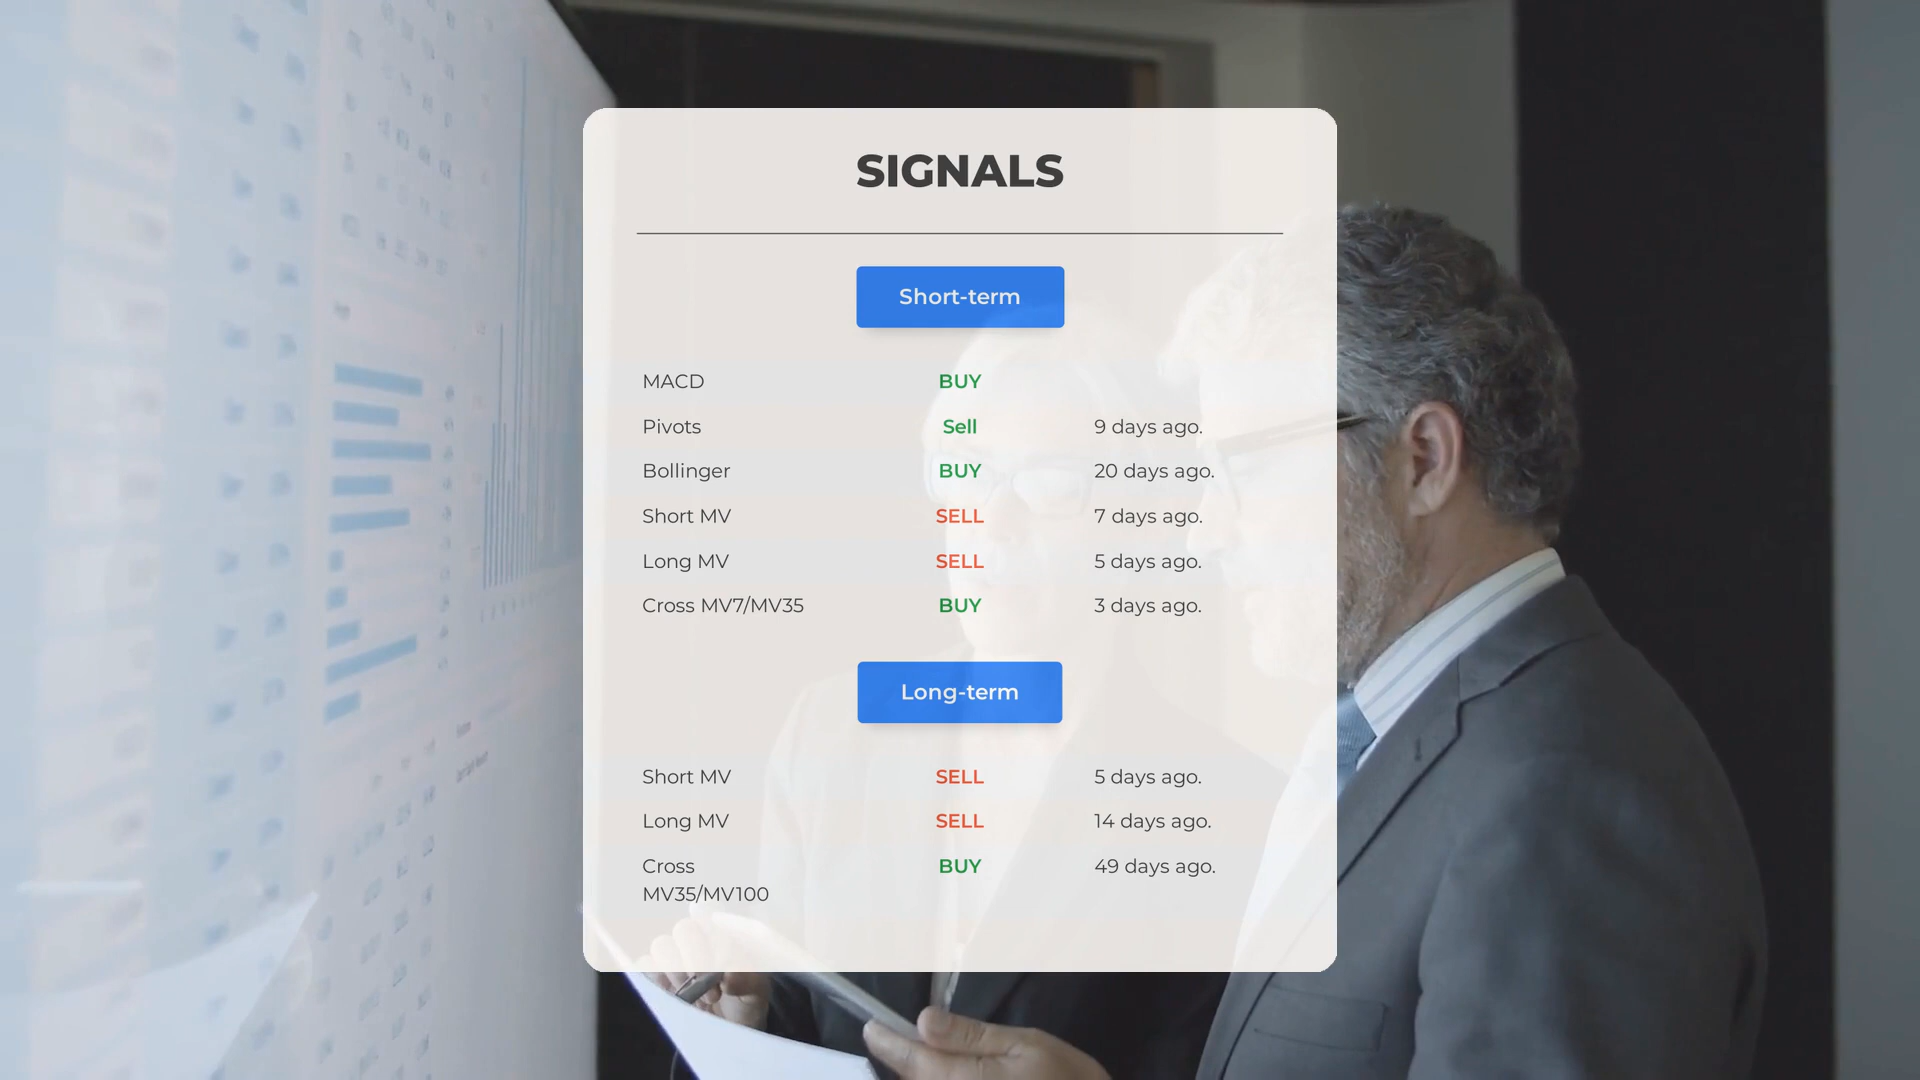 SIGNALS
Short-term
MACD BUY
Pivots Sell 9 days ago.
Bollinger BUY 20 days ago.
Short MV SELL 7 days ago.
Long MV SELL 5 days ago.
Cross MV7/MV35 BUY 3 days ago.
Long-term
Short MV SELL 5 days ago.
Long MV SELL 14 days ago.
Cross BUY 49 days ago.
MV35/MV100